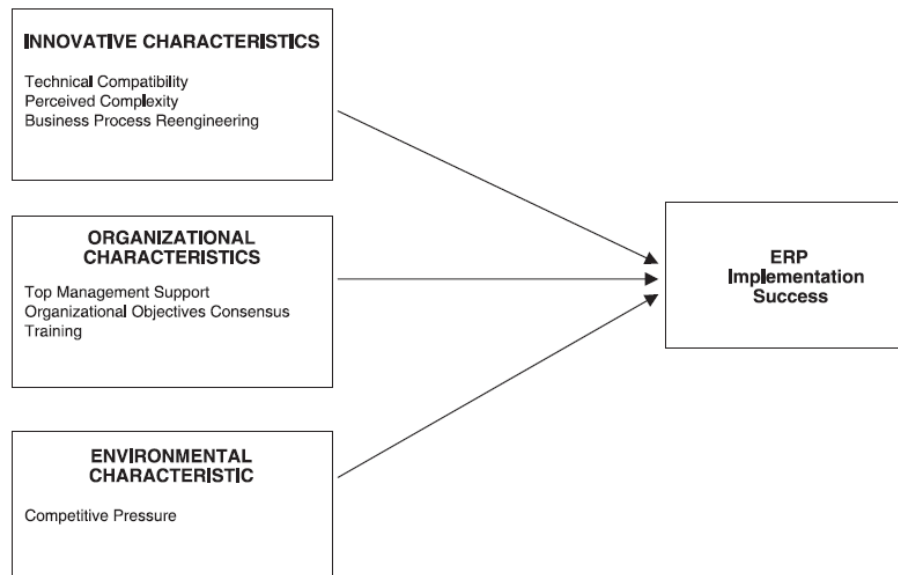 INNOVATIVE CHARACTERISTICS
Technical Compatibility
Perceived Complexity
Business Process Reengineering
ORGANIZATIONAL
CHARACTERISTICS
Top Management Support
Organizational Objectives Consensus
Training
ENVIRONMENTAL
CHARACTERISTIC
Competitive Pressure
ERP
Implementation
Success